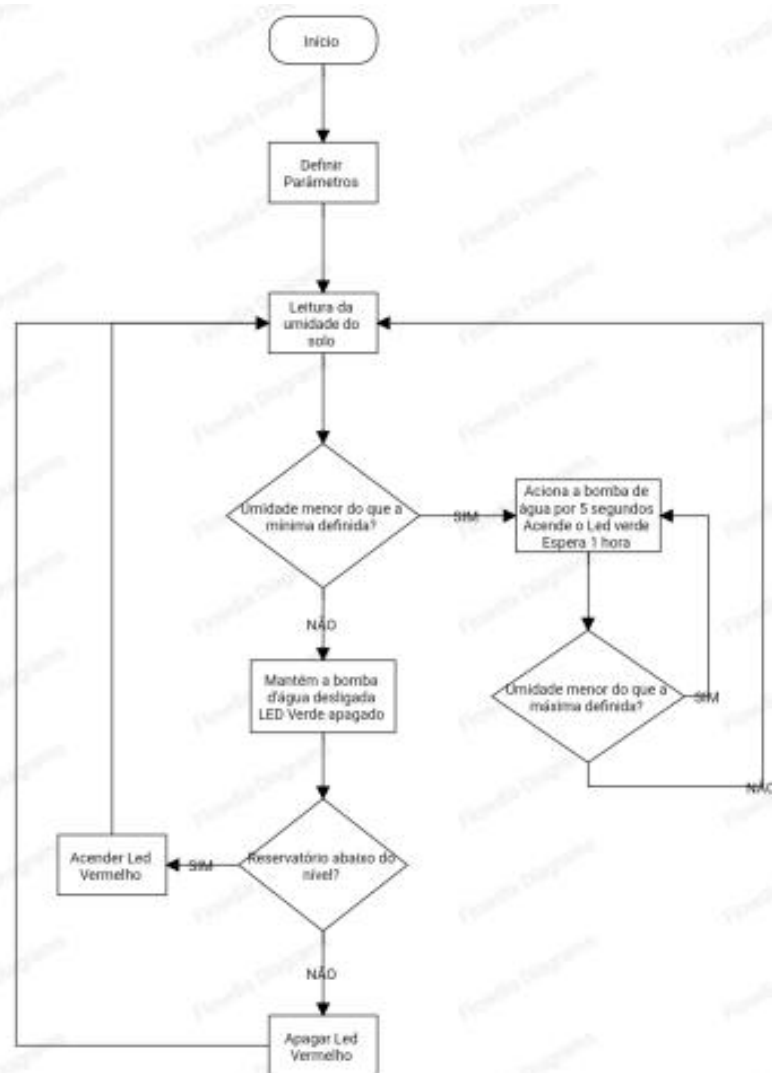 Início
Definir
Parâmetros
Leitura da
umidade do
solo
Umidade menor do que a
mínima definida?
SIM
Aciona a bomba de
água por 5 segundos
Acende o Led verde
Espera 1 hora
NÃO
Umidade menor do que a
máxima definida?
SIM
NÃO
Mantém a bomba
d'água desligada
LED Verde apagado
Reservatório abaixo do
nível?
SIM
Acender Led
Vermelho
NÃO
Apagar Led
Vermelho